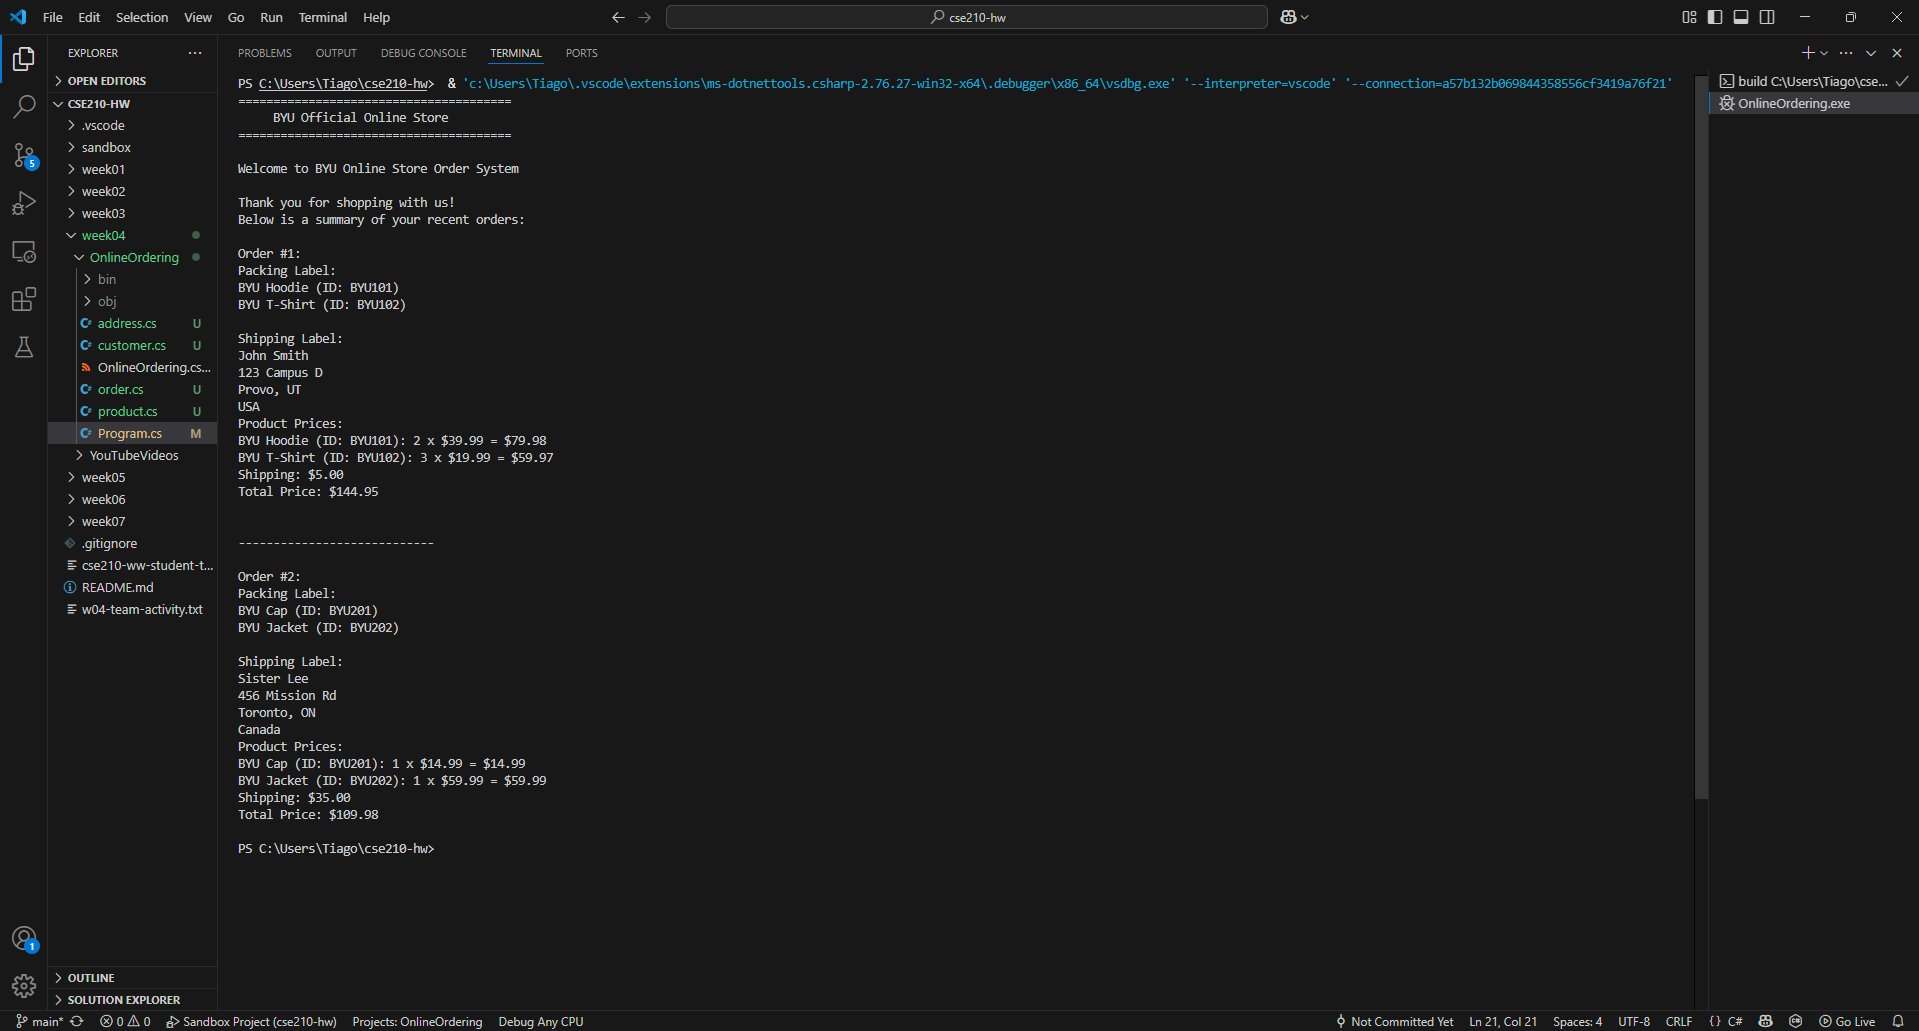 File Edit Selection View Go Run Terminal Help
cse210-hw
EXPLORER
OPEN EDITORS
CSE210-HW
.vscode
sandbox
week01
week02
week03
week04
OnlineOrdering
bin
obj
address.cs U
customer.cs U
OnlineOrdering.cs...
order.cs U
product.cs U
Program.cs M
YouTubeVideos
week05
week06
week07
.gitignore
cse210-ww-student-t...
README.md
w04-team-activity.txt
OUTLINE
SOLUTION EXPLORER
5
1
PROBLEMS OUTPUT DEBUG CONSOLE TERMINAL PORTS
PS C:\Users\Tiago\cse210-hw>  & 'c:\Users\Tiago\.vscode\extensions\ms-dotnettools.csharp-2.76.27-win32-x64\.debugger\x86_64\vsdbg.exe' '--interpreter=vscode' '--connection=a57b132b069844358556cf3419a76f21'
=======================================
     BYU Official Online Store
=======================================
Welcome to BYU Online Store Order System
Thank you for shopping with us!
Below is a summary of your recent orders:
Order #1:
Packing Label:
BYU Hoodie (ID: BYU101)
BYU T-Shirt (ID: BYU102)
Shipping Label:
John Smith
123 Campus D
Provo, UT
USA
Product Prices:
BYU Hoodie (ID: BYU101): 2 x $39.99 = $79.98
BYU T-Shirt (ID: BYU102): 3 x $19.99 = $59.97
Shipping: $5.00
Total Price: $144.95
----------------------------
Order #2:
Packing Label:
BYU Cap (ID: BYU201)
BYU Jacket (ID: BYU202)
Shipping Label:
Sister Lee
456 Mission Rd
Toronto, ON
Canada
Product Prices:
BYU Cap (ID: BYU201): 1 x $14.99 = $14.99
BYU Jacket (ID: BYU202): 1 x $59.99 = $59.99
Shipping: $35.00
Total Price: $109.98
PS C:\Users\Tiago\cse210-hw>
build C:\Users\Tiago\cse...
OnlineOrdering.exe
main* 0 0 Sandbox Project (cse210-hw) Projects: OnlineOrdering Debug Any CPU
Not Committed Yet Ln 21, Col 21 Spaces: 4 UTF-8 CRLF {} C# Go Live